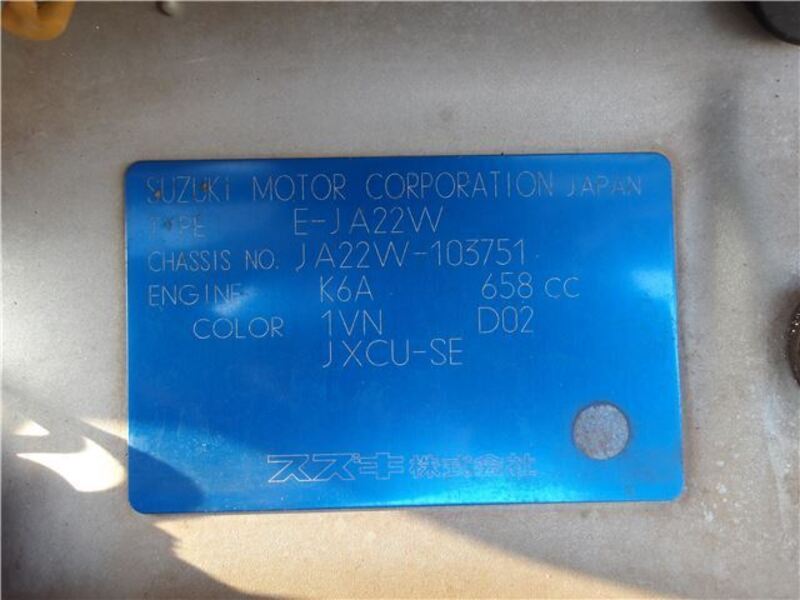 SUZUKI MOTOR CORPORATION JAPAN
TYPE E-JA22W
CHASSIS NO. JA22W-103751
ENGINE K6A 658 CC
COLOR 1VN D02
JXCU-SE
スズキ株式会社